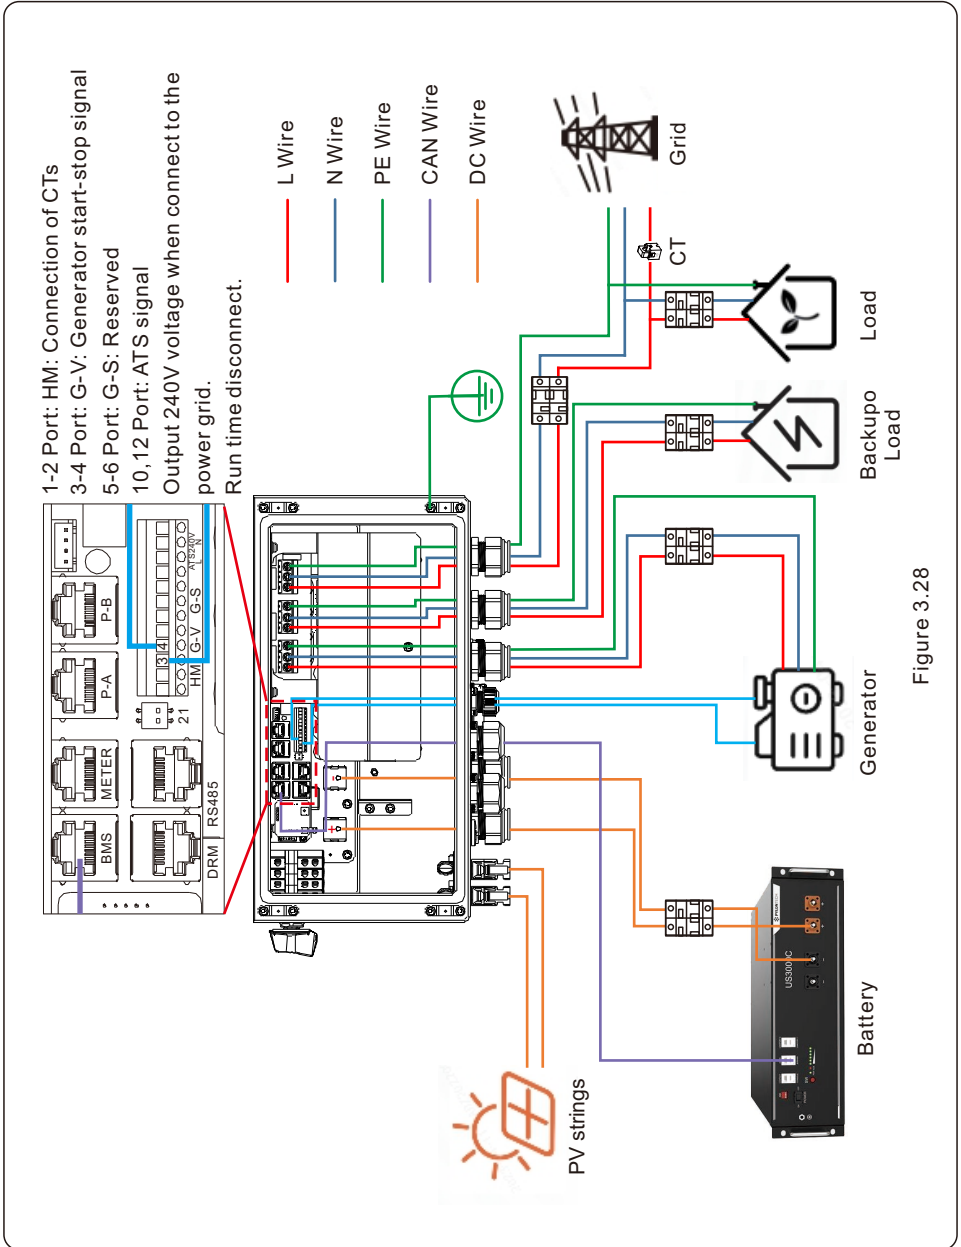 1-2 Port: HM: Connection of CTs
3-4 Port: G-V: Generator start-stop signal
5-6 Port: G-S: Reserved
10,12 Port: ATS signal
Output 240V voltage when connect to the
power grid.
Run time disconnect.
BMS
METER
P-A
P-B
DRM
RS485
21
3 4
HM
G-V
G-S
ATS240V
L N
L Wire
N Wire
PE Wire
CAN Wire
DC Wire
PV strings
Battery
US3000C
Generator
Backupo
Load
Load
CT
Grid
Figure 3.28